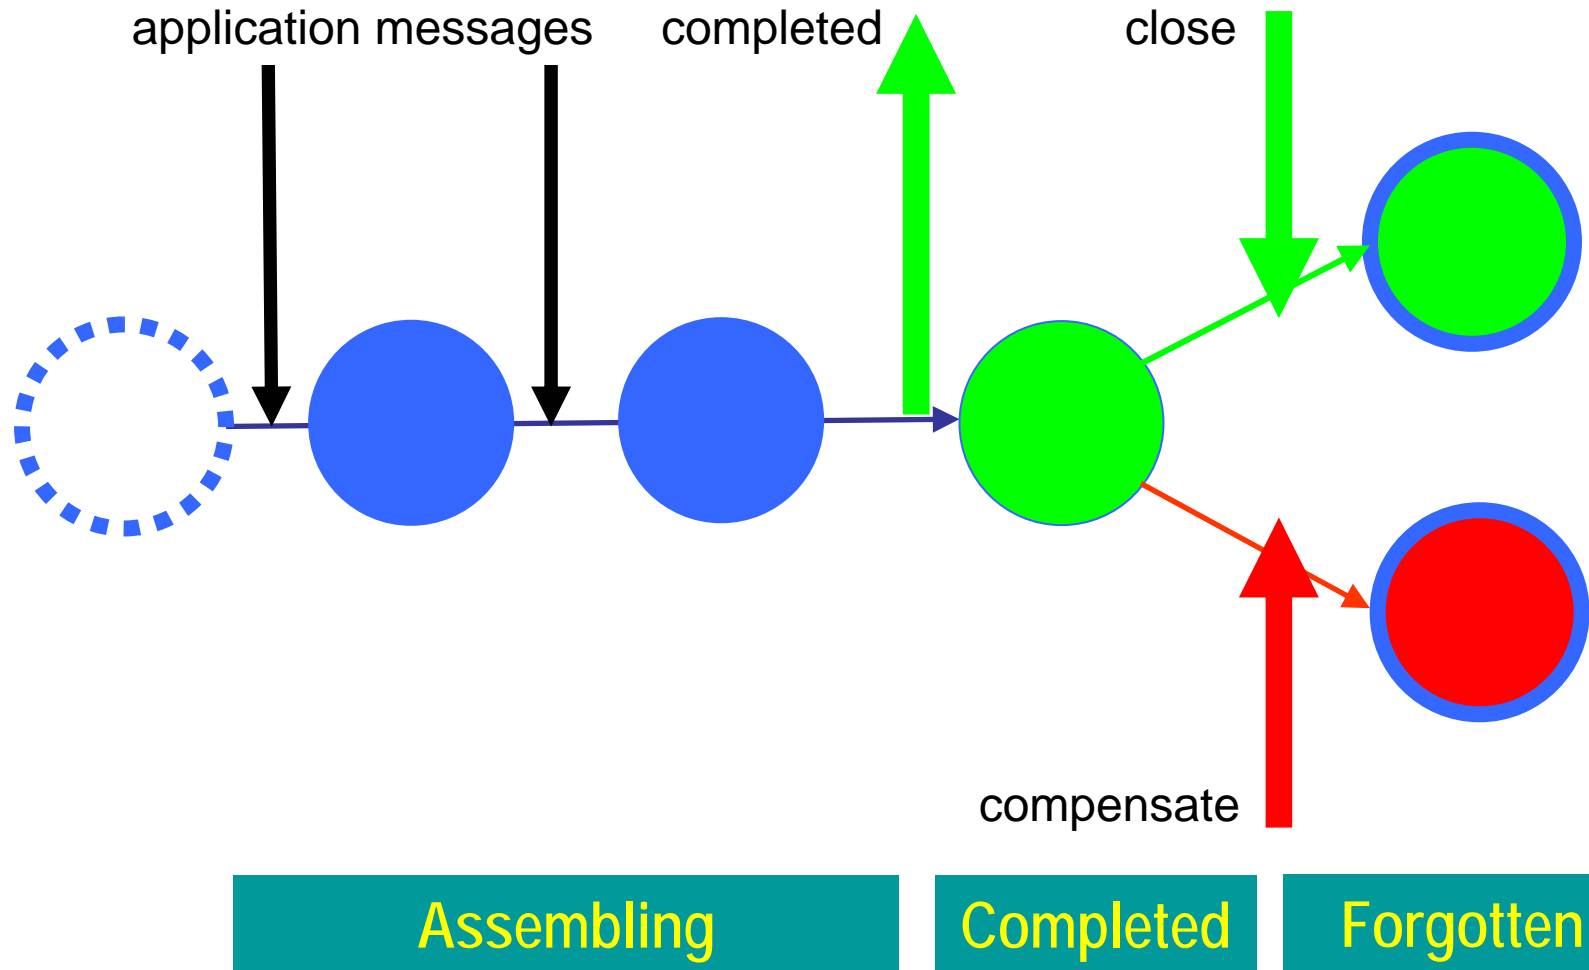 application messages
completed
close
compensate
Assembling
Completed
Forgotten